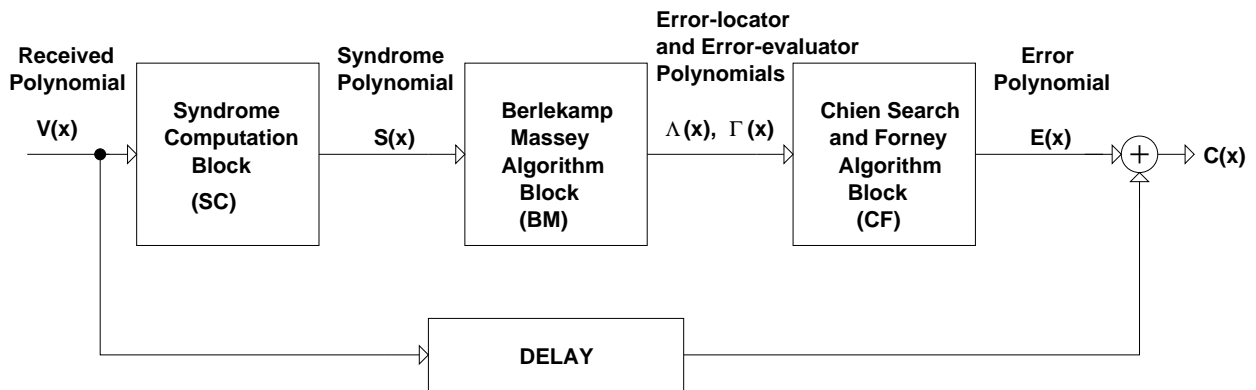 Received
Polynomial
V(x)
Syndrome
Computation
Block
(SC)
Syndrome
Polynomial
S(x)
Berlekamp
Massey
Algorithm
Block
(BM)
Error-locator
and Error-evaluator
Polynomials
Λ(x), Γ(x)
Chien Search
and Forney
Algorithm
Block
(CF)
Error
Polynomial
E(x)
+
C(x)
DELAY